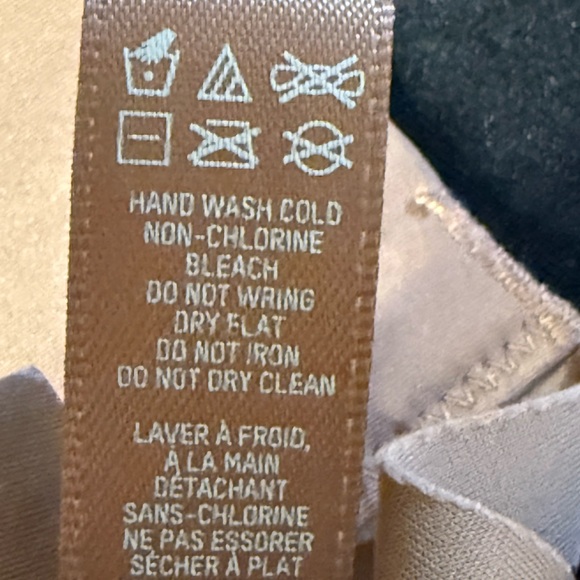 HAND WASH COLD
NON-CHLORINE
BLEACH
DO NOT WRING
DRY FLAT
DO NOT IRON
DO NOT DRY CLEAN
LAVER À FROID,
À LA MAIN
DÉTACHANT
SANS-CHLORINE
NE PAS ESSORER
SÉCHER À PLAT